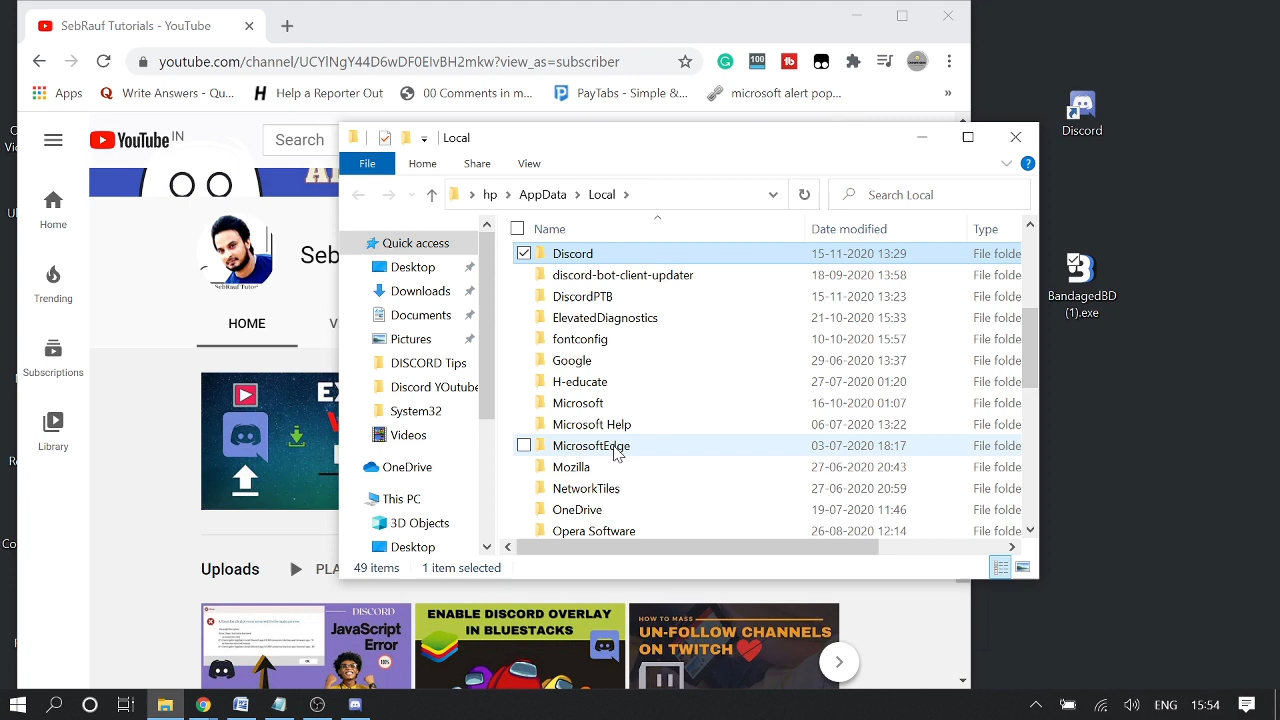 SebRauf Tutorials - YouTube
youtube.com/channel/UCYlNgY44D6wDF0ElvBH2mkw?view_as=subscriber
100
Apps
Write Answers - Qu...
Help a Reporter Out
00 Comments in m...
PayTabs - Simple &...
Microsoft alert pop...
»
YouTube IN
Search
Home
Trending
Subscriptions
Library
Seb
SebRauf Tutor
HOME
V
EX
Uploads
PLA
DISCORD
JavaScript
Error
OK
ENABLE DISCORD OVERLAY
IN BLUESTACKS
CHANNELS
ON TWITCH
Local
File
Home
Share
View
hp > AppData > Local >
Search Local
Name
Date modified
Type
Quick access
Desktop
Downloads
Documents
Pictures
DISCORD Tips
Discord YOutube
System32
Videos
OneDrive
This PC
3D Objects
Desktop
Discord 15-11-2020 13:29 File folde
discord-bot-client-updater 18-09-2020 13:58 File folde
DiscordPTB 15-11-2020 13:23 File folde
ElevatedDiagnostics 21-10-2020 15:33 File folde
Fontconfig 10-10-2020 15:57 File folde
Google 29-06-2020 13:37 File folde
H-educate 27-07-2020 01:20 File folde
Microsoft 16-10-2020 01:07 File folde
Microsoft Help 06-07-2020 13:22 File folde
MicrosoftEdge 03-07-2020 18:17 File folde
Mozilla 27-06-2020 20:43 File folde
NetworkTiles 27-06-2020 20:59 File folde
OneDrive 19-07-2020 11:46 File folde
Opera Software 26-08-2020 12:14 File folde
49 items
1 item selected
Discord
BandagedBD
(1).exe
ENG
15:54